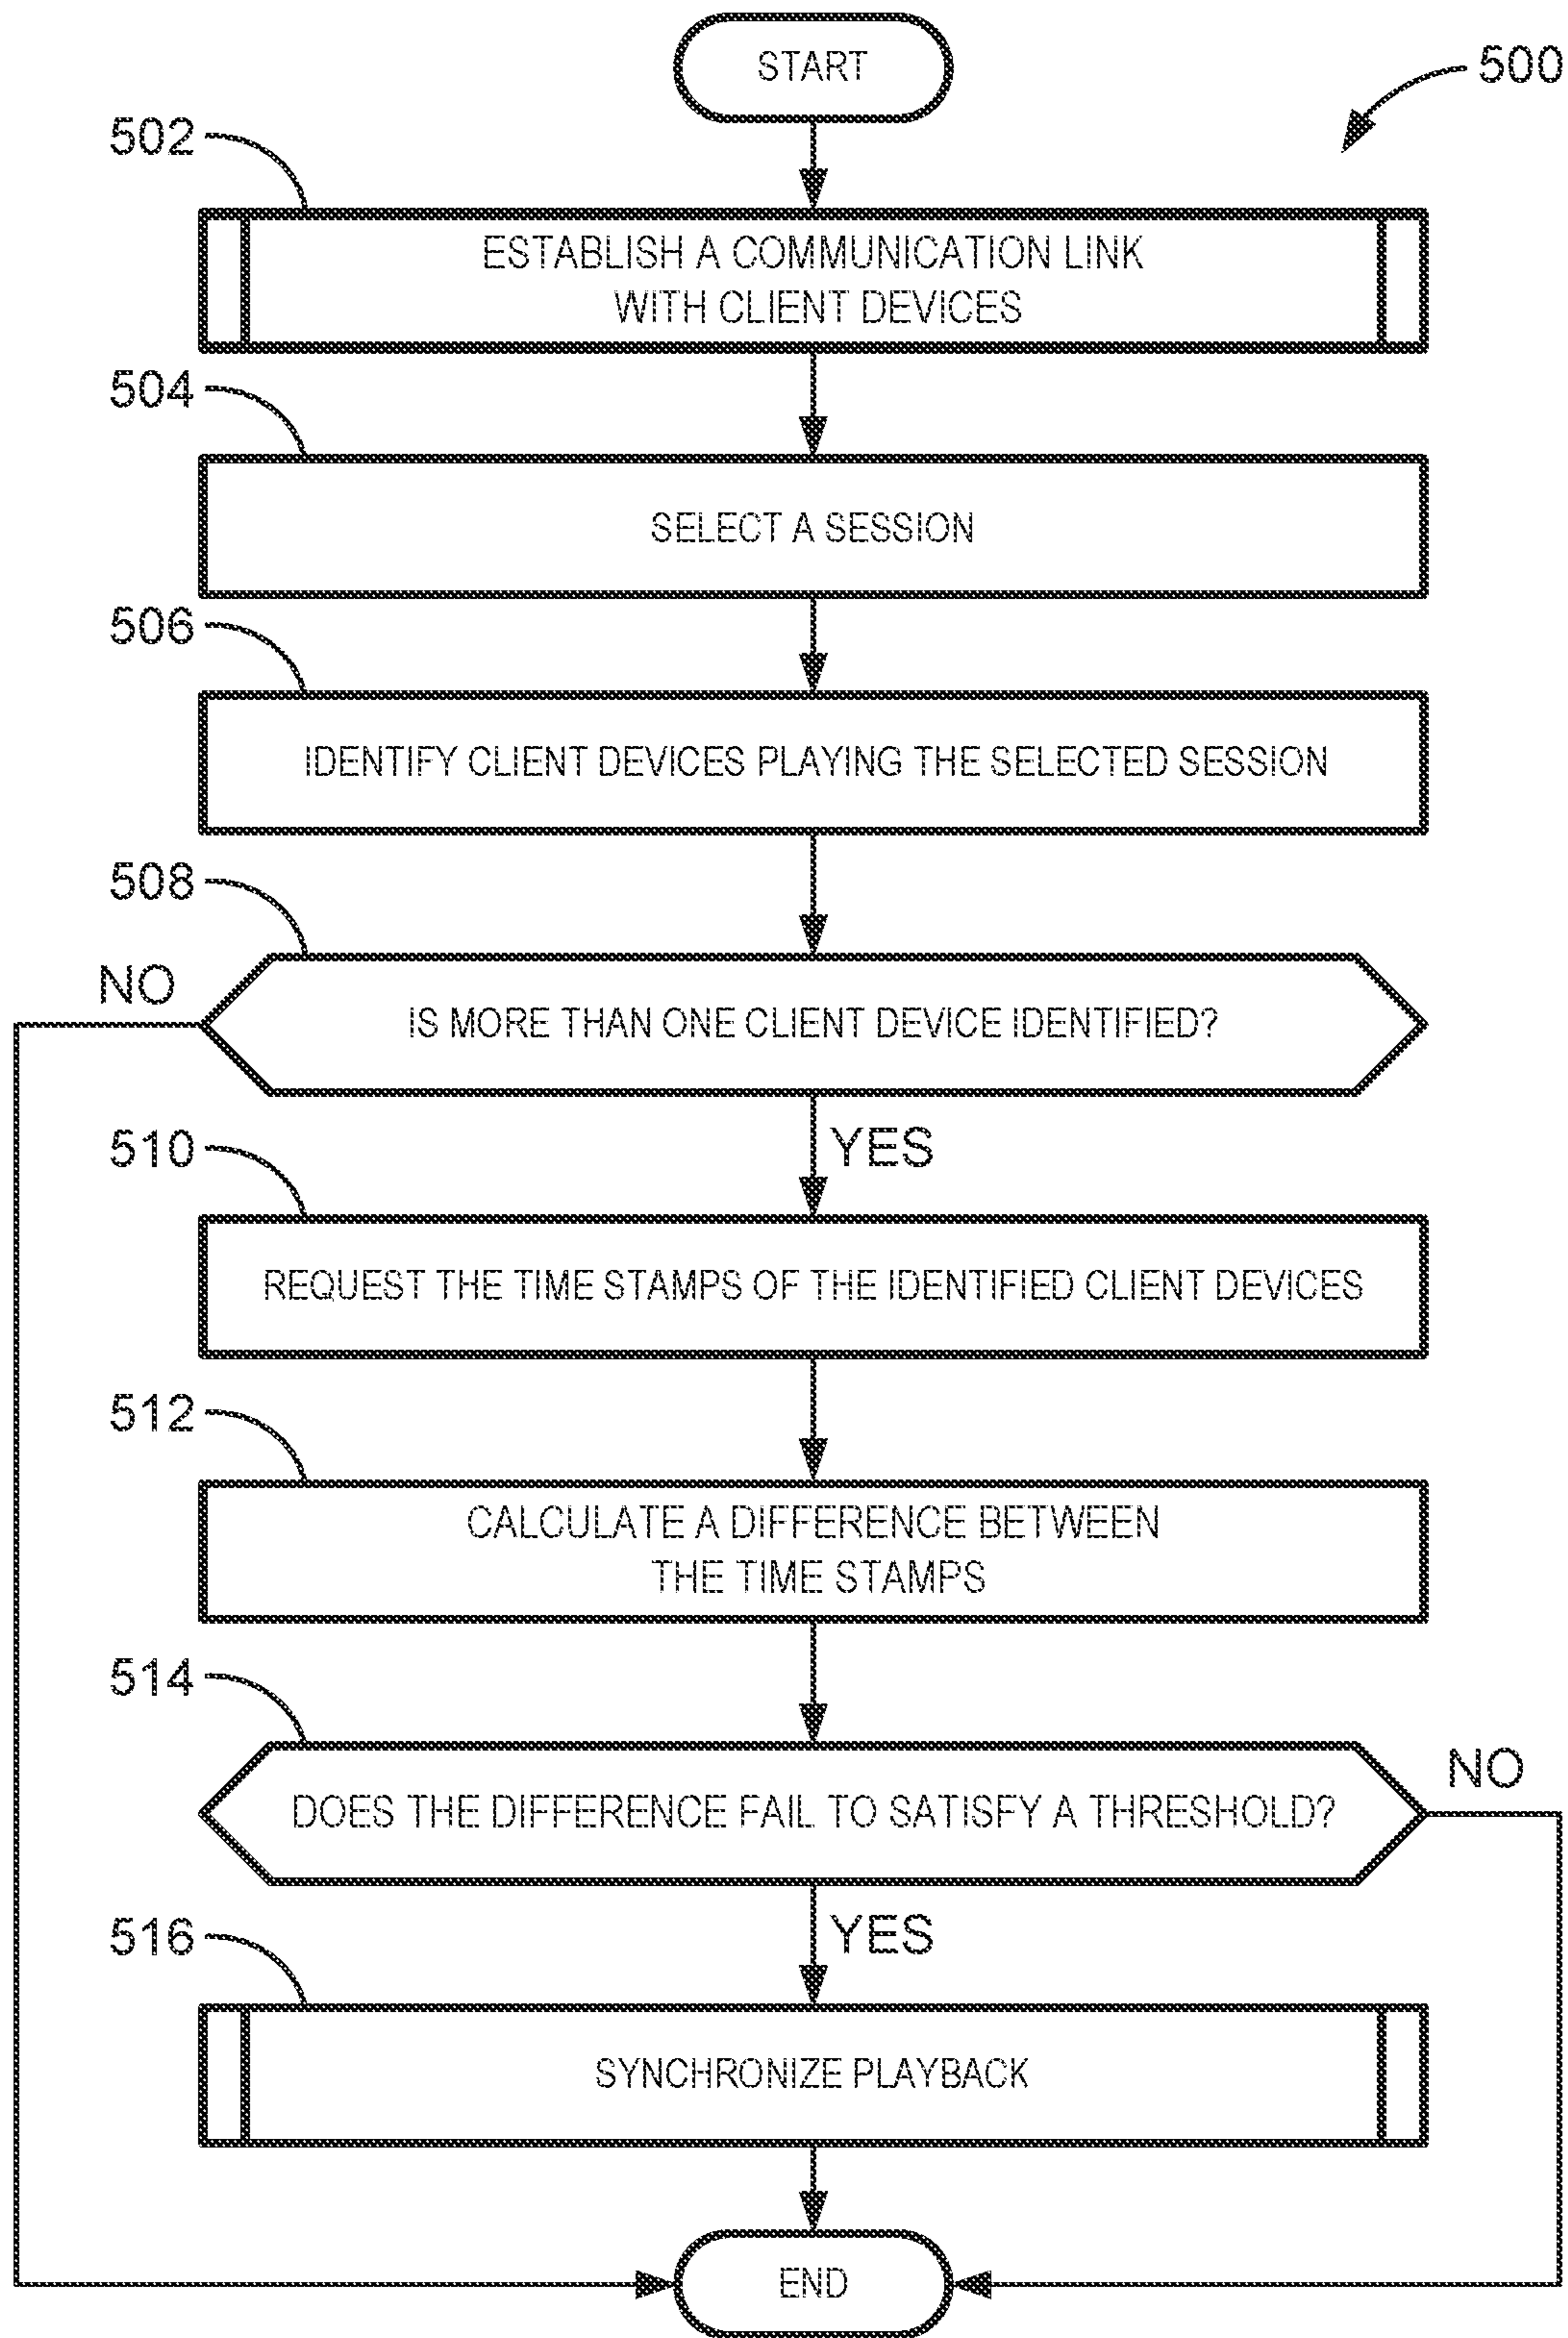 START
500
502
ESTABLISH A COMMUNICATION LINK
WITH CLIENT DEVICES
504
SELECT A SESSION
506
IDENTIFY CLIENT DEVICES PLAYING THE SELECTED SESSION
508
NO
IS MORE THAN ONE CLIENT DEVICE IDENTIFIED?
YES
510
REQUEST THE TIME STAMPS OF THE IDENTIFIED CLIENT DEVICES
512
CALCULATE A DIFFERENCE BETWEEN
THE TIME STAMPS
514
NO
DOES THE DIFFERENCE FAIL TO SATISFY A THRESHOLD?
YES
516
SYNCHRONIZE PLAYBACK
END